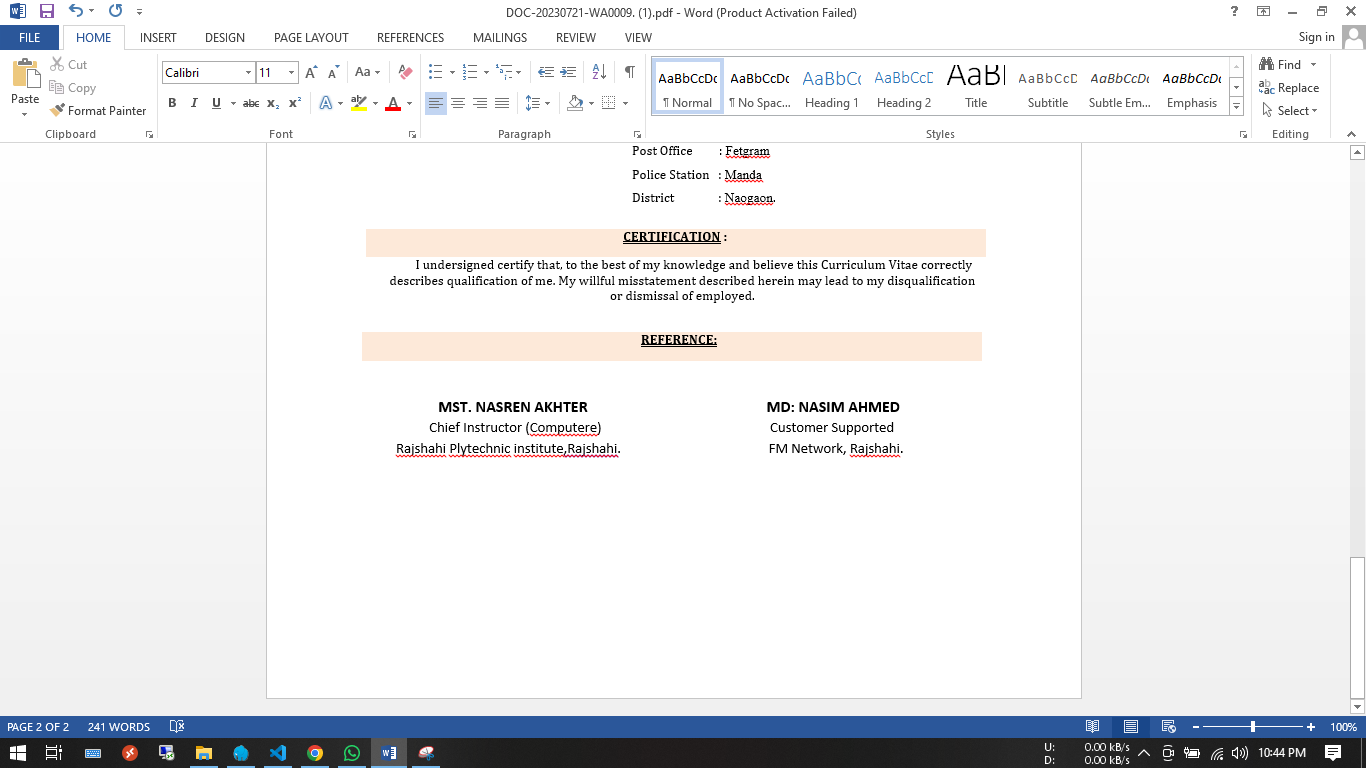 DOC-20230721-WA0009. (1).pdf - Word (Product Activation Failed)
FILE HOME INSERT DESIGN PAGE LAYOUT REFERENCES MAILINGS REVIEW VIEW Sign in
Cut
Copy
Format Painter
Paste
Calibri 11
Aa
B I U abc x₂ x² A ab A
AaBbCcDc AaBbCcDc AaBbCc AaBbCcC AaBl AaBbCcD AaBbCcDc AaBbCcDc
¶ Normal ¶ No Spac... Heading 1 Heading 2 Title Subtitle Subtle Em... Emphasis
Find
Replace
Select
Clipboard Font Paragraph Styles Editing
Post Office : Fetgram
Police Station : Manda
District : Naogaon.
CERTIFICATION :
I undersigned certify that, to the best of my knowledge and believe this Curriculum Vitae correctly
describes qualification of me. My willful misstatement described herein may lead to my disqualification
or dismissal of employed.
REFERENCE:
MST. NASREN AKHTER MD: NASIM AHMED
Chief Instructor (Computere) Customer Supported
Rajshahi Plytechnic institute,Rajshahi. FM Network, Rajshahi.
PAGE 2 OF 2 241 WORDS 100%
U: 0.00 kB/s
D: 0.00 kB/s
10:44 PM